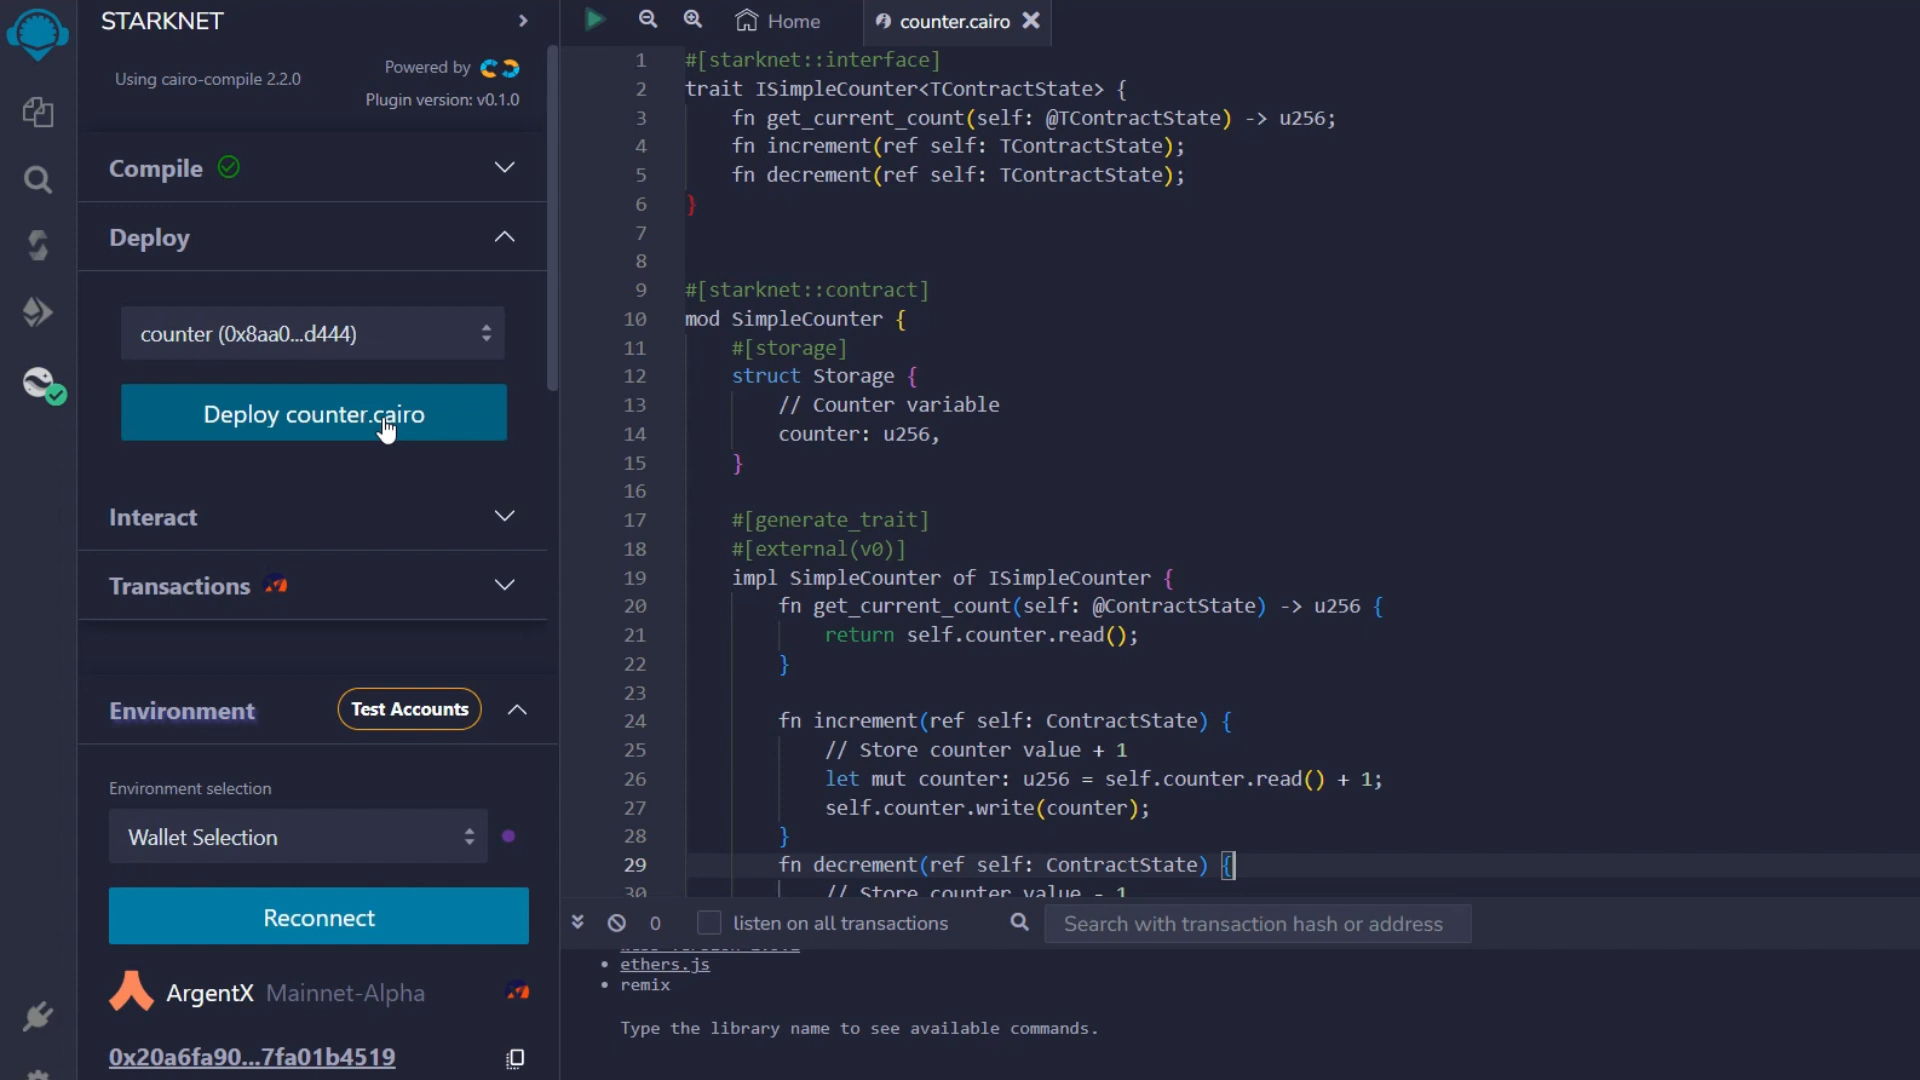 STARKNET
Using cairo-compile 2.2.0
Powered by
Plugin version: v0.1.0
Compile
Deploy
counter (0x8aa0...d444)
Deploy counter.cairo
Interact
Transactions
Environment
Test Accounts
Environment selection
Wallet Selection
Reconnect
ArgentX Mainnet-Alpha
0x20a6fa90...7fa01b4519
Home
counter.cairo
1 #[starknet::interface]
2 trait ISimpleCounter<TContractState> {
3 fn get_current_count(self: @TContractState) -> u256;
4 fn increment(ref self: TContractState);
5 fn decrement(ref self: TContractState);
6 }
7
8
9 #[starknet::contract]
10 mod SimpleCounter {
11 #[storage]
12 struct Storage {
13 // Counter variable
14 counter: u256,
15 }
16
17 #[generate_trait]
18 #[external(v0)]
19 impl SimpleCounter of ISimpleCounter {
20 fn get_current_count(self: @ContractState) -> u256 {
21 return self.counter.read();
22 }
23
24 fn increment(ref self: ContractState) {
25 // Store counter value + 1
26 let mut counter: u256 = self.counter.read() + 1;
27 self.counter.write(counter);
28 }
29 fn decrement(ref self: ContractState) {
30 // Store counter value - 1
0 listen on all transactions Search with transaction hash or address
• ethers.js
• remix
Type the library name to see available commands.